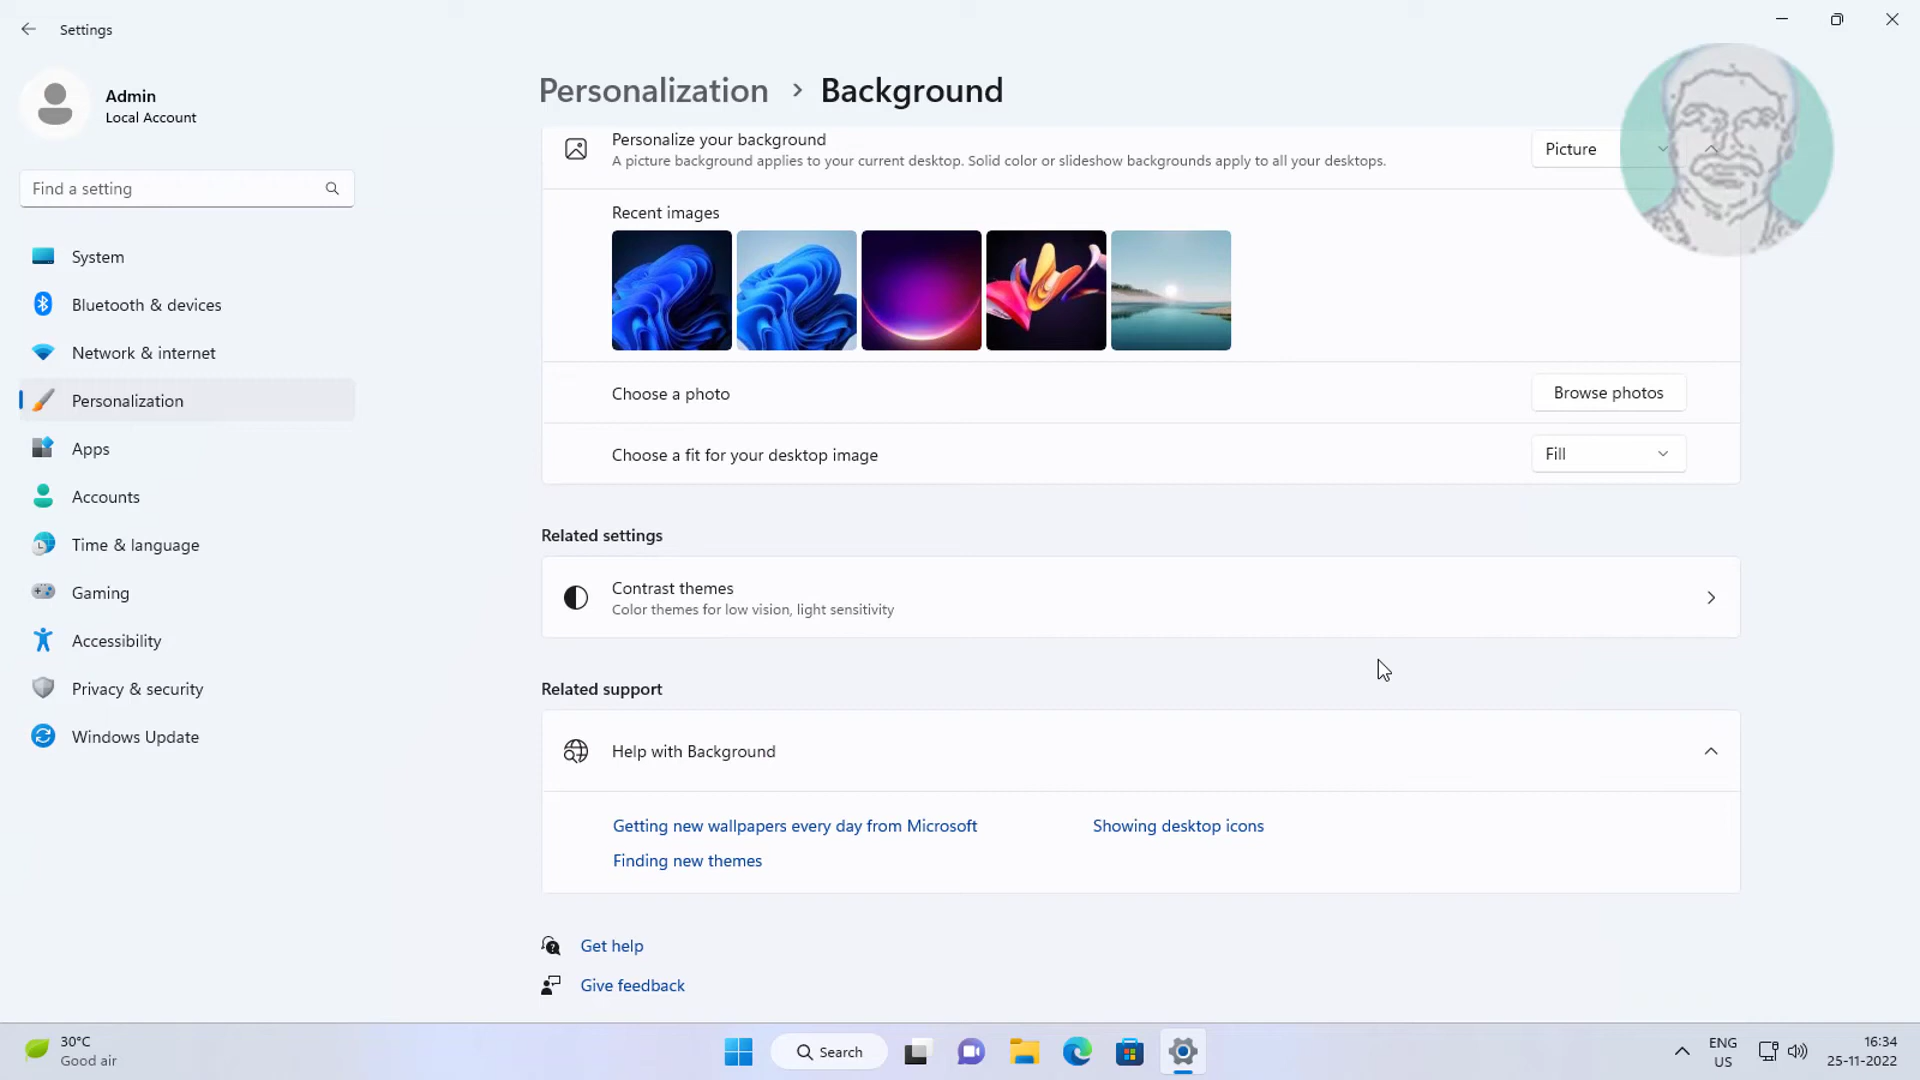 Settings
Admin
Local Account
Find a setting
System
Bluetooth & devices
Network & internet
Personalization
Apps
Accounts
Time & language
Gaming
Accessibility
Privacy & security
Windows Update
Personalization > Background
Personalize your background
A picture background applies to your current desktop. Solid color or slideshow backgrounds apply to all your desktops.
Picture
Recent images
Choose a photo
Browse photos
Choose a fit for your desktop image
Fill
Related settings
Contrast themes
Color themes for low vision, light sensitivity
Related support
Help with Background
Getting new wallpapers every day from Microsoft
Showing desktop icons
Finding new themes
Get help
Give feedback
30°C
Good air
Search
ENG
US
16:34
25-11-2022